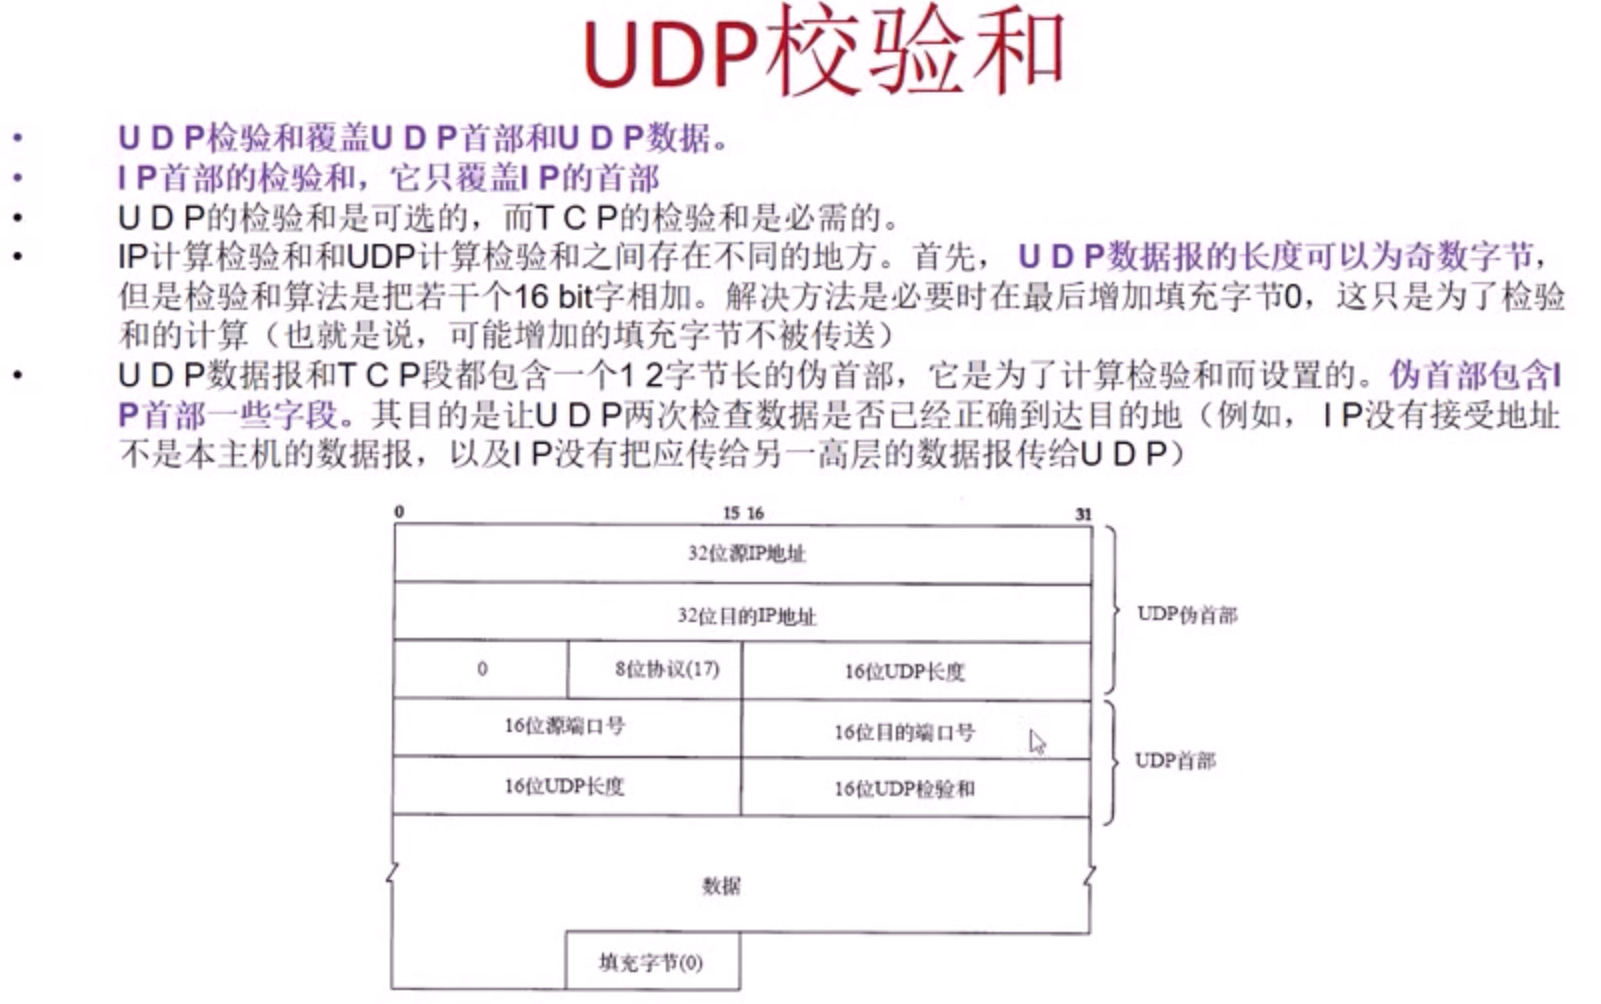 UDP校验和
• U D P检验和覆盖U D P首部和U D P数据。
• I P首部的检验和，它只覆盖I P的首部
• U D P的检验和是可选的，而T C P的检验和是必需的。
• IP计算检验和和UDP计算检验和之间存在不同的地方。首先， U D P数据报的长度可以为奇数字节，
但是检验和算法是把若干个16 bit字相加。解决方法是必要时在最后增加填充字节0，这只是为了检验
和的计算（也就是说，可能增加的填充字节不被传送）
• U D P数据报和T C P段都包含一个1 2字节长的伪首部，它是为了计算检验和而设置的。伪首部包含I
P首部一些字段。其目的是让U D P两次检查数据是否已经正确到达目的地（例如， I P没有接受地址
不是本主机的数据报，以及I P没有把应传给另一高层的数据报传给U D P）
0 15 16 31
32位源IP地址
32位目的IP地址
UDP伪首部
0 8位协议(17) 16位UDP长度
16位源端口号 16位目的端口号
UDP首部
16位UDP长度 16位UDP检验和
数据
填充字节(0)